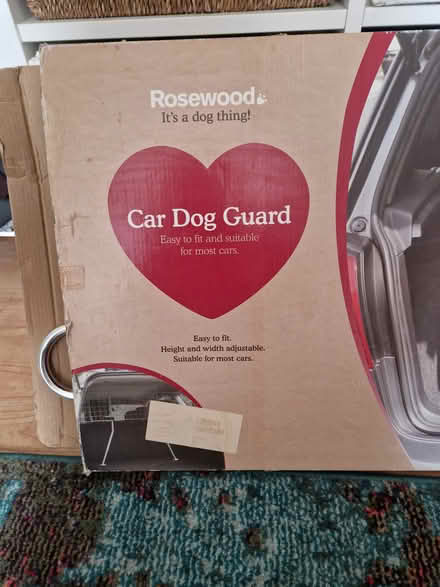 Rosewood
It's a dog thing!
Car Dog Guard
Easy to fit and suitable
for most cars.
Easy to fit.
Height and width adjustable.
Suitable for most cars.